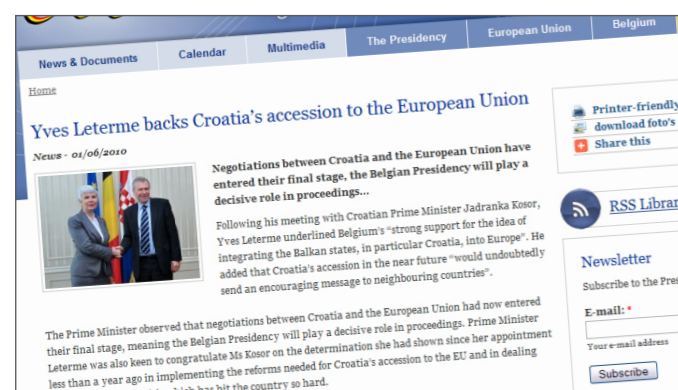 News & Documents
Calendar
Multimedia
The Presidency
European Union
Belgium
Home
Yves Leterme backs Croatia's accession to the European Union
News - 01/06/2010
Negotiations between Croatia and the European Union have
entered their final stage, the Belgian Presidency will play a
decisive role in proceedings...
Following his meeting with Croatian Prime Minister Jadranka Kosor,
Yves Leterme underlined Belgium's "strong support for the idea of
integrating the Balkan states, in particular Croatia, into Europe". He
added that Croatia's accession in the near future "would undoubtedly
send an encouraging message to neighbouring countries".
The Prime Minister observed that negotiations between Croatia and the European Union had now entered
their final stage, meaning the Belgian Presidency will play a decisive role in proceedings. Prime Minister
Leterme was also keen to congratulate Ms Kosor on the determination she had shown since her appointment
less than a year ago in implementing the reforms needed for Croatia's accession to the EU and in dealing
which has hit the country so hard.
Printer-friendly
download foto's
Share this
RSS Librar
Newsletter
Subscribe to the Pres
E-mail: *
Your e-mail address
Subscribe